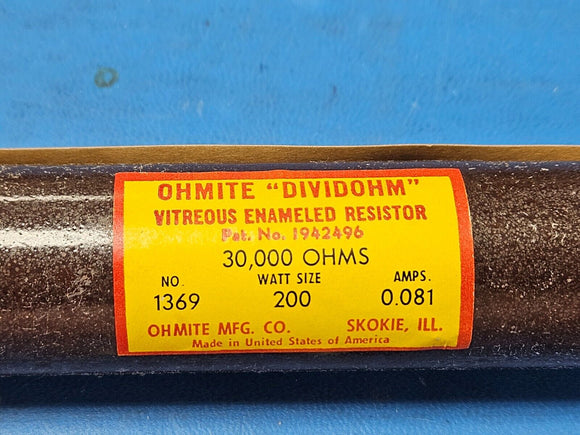 OHMITE "DIVIDOHM"
VITREOUS ENAMELED RESISTOR
Pat. No. 1942496
30,000 OHMS
NO. WATT SIZE AMPS.
1369 200 0.081
OHMITE MFG. CO. SKOKIE, ILL.
Made in United States of America